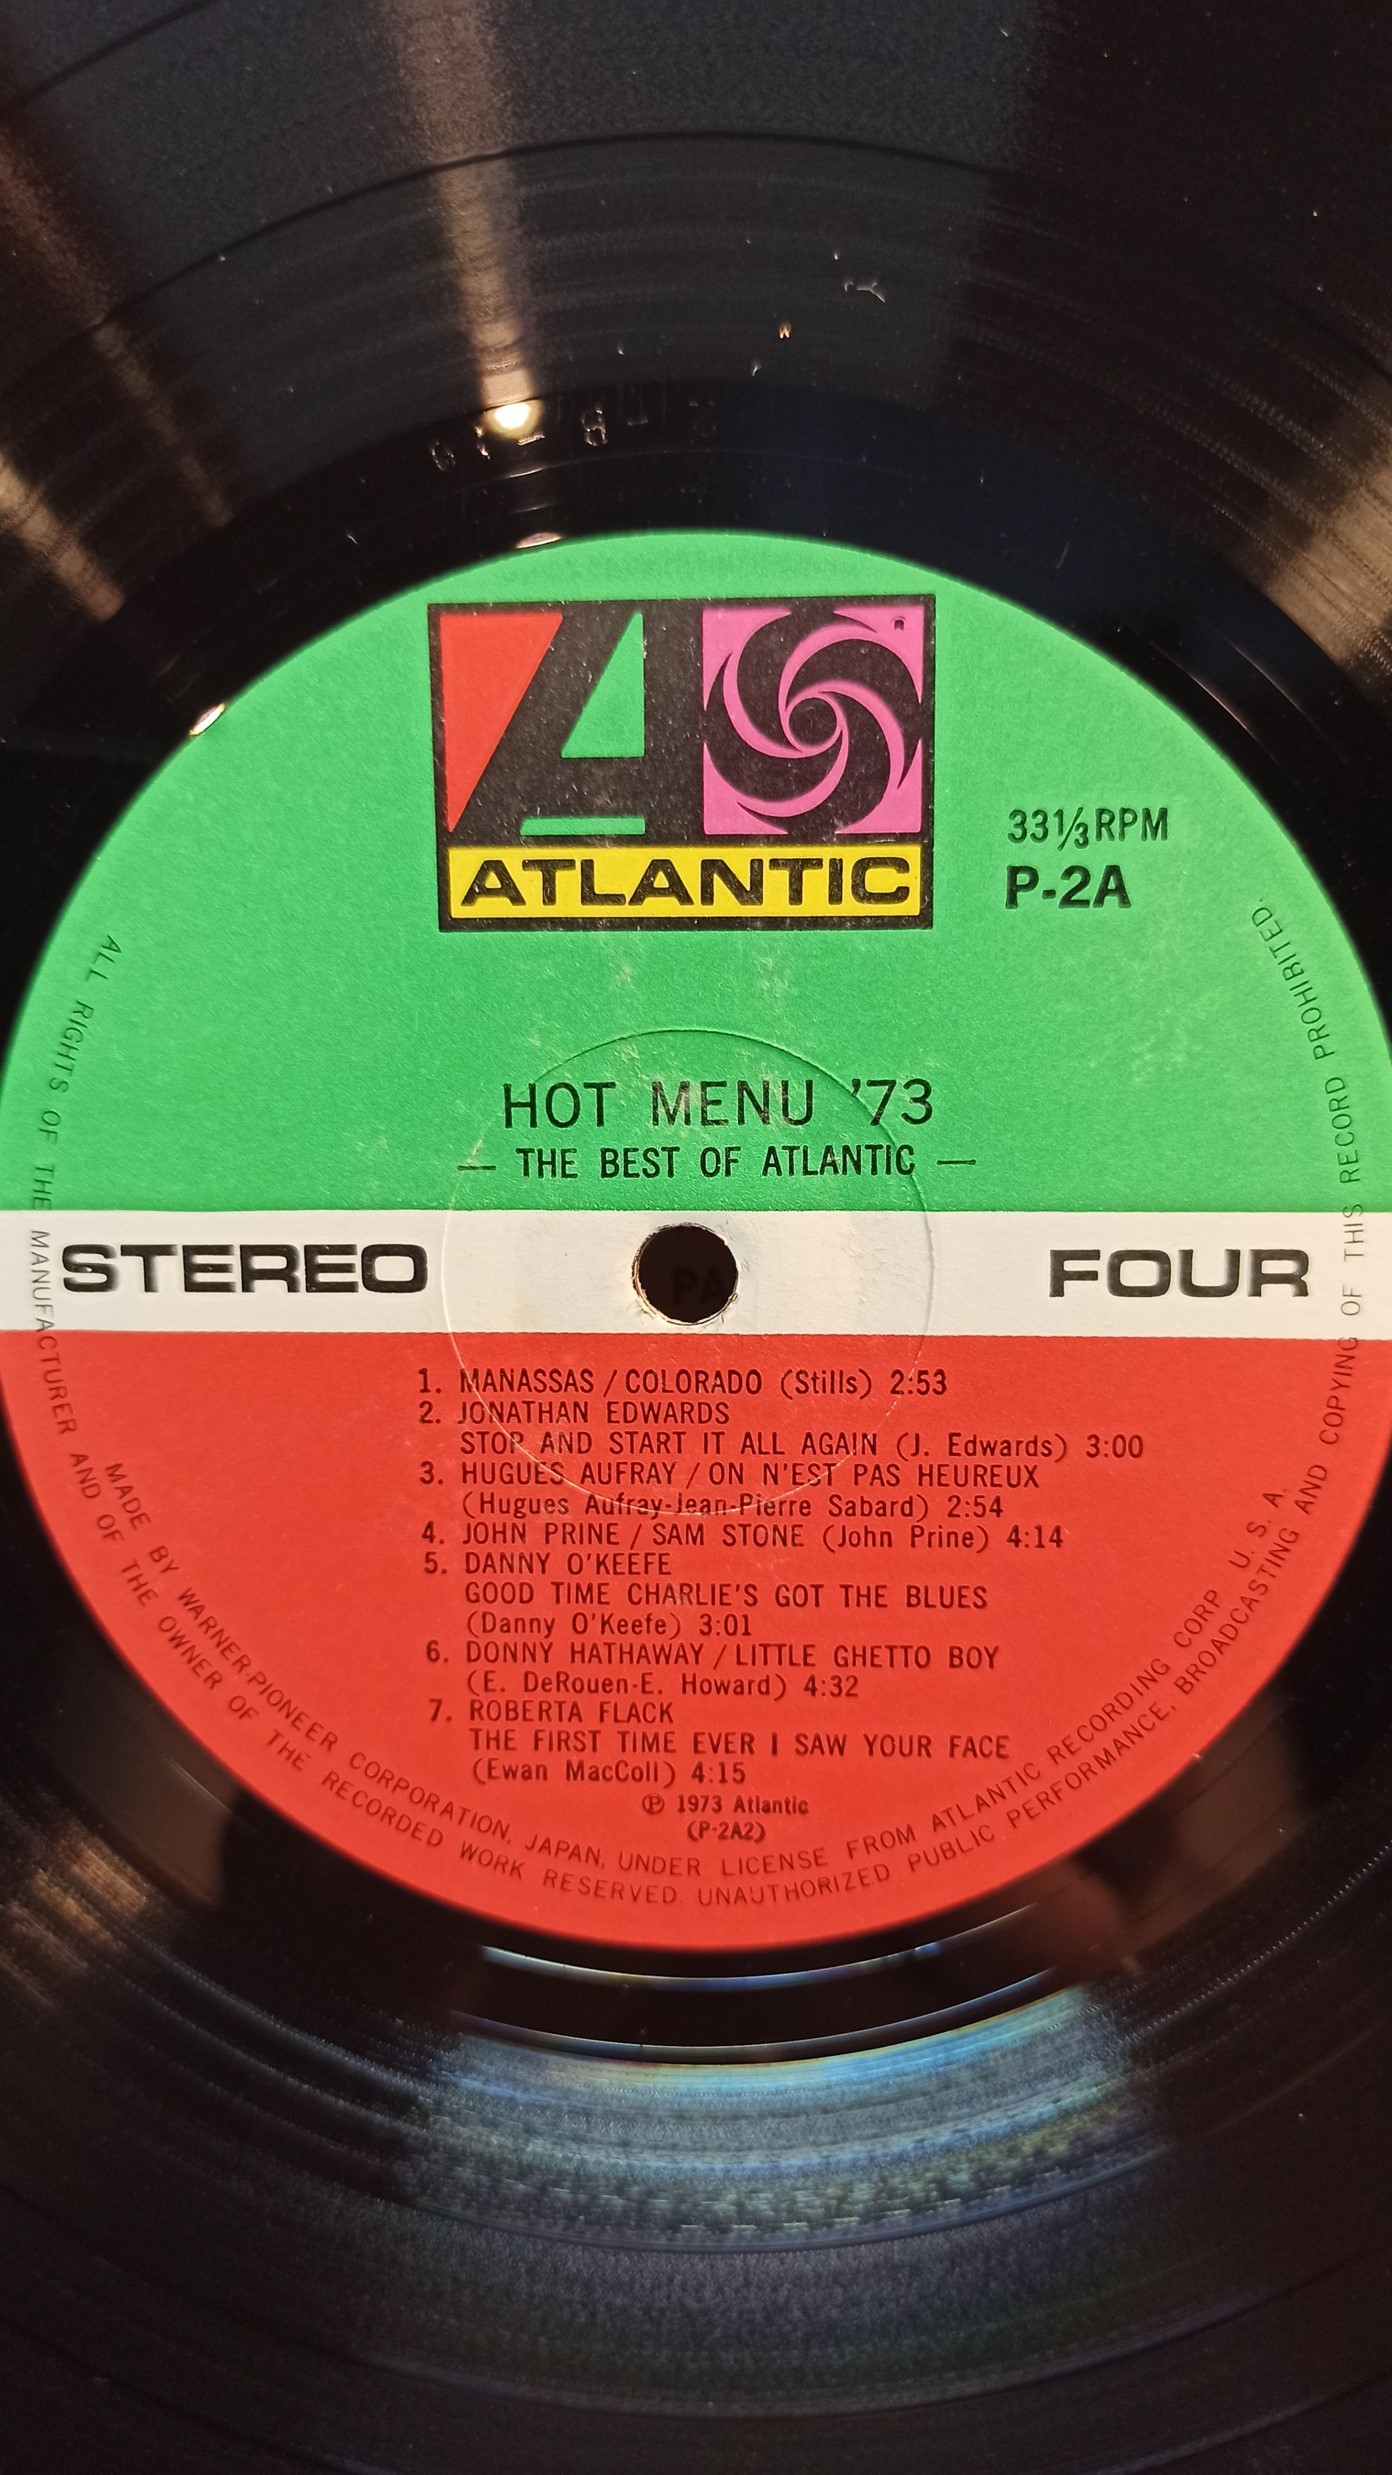 ATLANTIC
33⅓ RPM
P-2A
HOT MENU '73
— THE BEST OF ATLANTIC —
STEREO
FOUR
1. MANASSAS / COLORADO (Stills) 2:53
2. JONATHAN EDWARDS
STOP AND START IT ALL AGAIN (J. Edwards) 3:00
3. HUGUES AUFRAY / ON N'EST PAS HEUREUX
(Hugues Aufray-Jean-Pierre Sabard) 2:54
4. JOHN PRINE / SAM STONE (John Prine) 4:14
5. DANNY O'KEEFE
GOOD TIME CHARLIE'S GOT THE BLUES
(Danny O'Keefe) 3:01
6. DONNY HATHAWAY / LITTLE GHETTO BOY
(E. DeRouen-E. Howard) 4:32
7. ROBERTA FLACK
THE FIRST TIME EVER I SAW YOUR FACE
(Ewan MacColl) 4:15
℗ 1973 Atlantic
(P-2A2)
MADE BY WARNER-PIONEER CORPORATION, JAPAN, UNDER LICENSE FROM ATLANTIC RECORDING CORP U. S. A.
ALL RIGHTS OF THE MANUFACTURER AND OF THE OWNER OF THE RECORDED WORK RESERVED. UNAUTHORIZED PUBLIC PERFORMANCE, BROADCASTING AND COPYING OF THIS RECORD PROHIBITED.